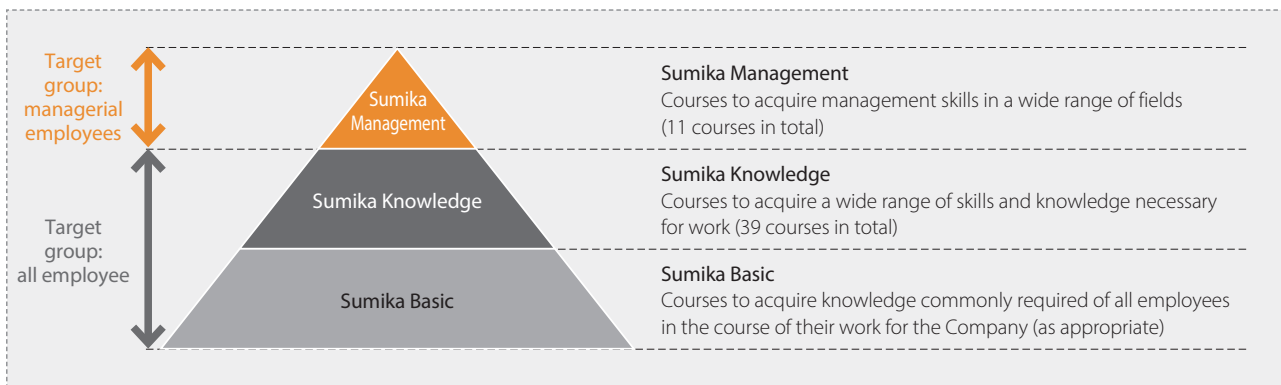 Target
group:
managerial
employees
Target
group:
all employee
Sumika
Management
Sumika Knowledge
Sumika Basic
Sumika Management
Courses to acquire management skills in a wide range of fields
(11 courses in total)
Sumika Knowledge
Courses to acquire a wide range of skills and knowledge necessary
for work (39 courses in total)
Sumika Basic
Courses to acquire knowledge commonly required of all employees
in the course of their work for the Company (as appropriate)